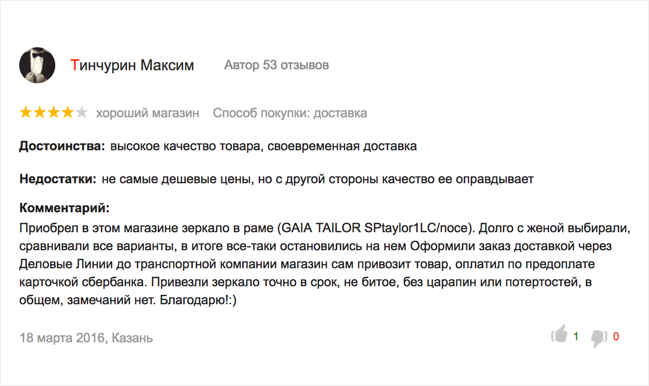 Тинчурин Максим
Автор 53 отзывов
хороший магазин
Способ покупки: доставка
Достоинства: высокое качество товара, своевременная доставка
Недостатки: не самые дешевые цены, но с другой стороны качество ее оправдывает
Комментарий:
Приобрел в этом магазине зеркало в раме (GAIA TAILOR SPtaylor1LC/noce). Долго с женой выбирали,
сравнивали все варианты, в итоге все-таки остановились на нем Оформили заказ доставкой через
Деловые Линии до транспортной компании магазин сам привозит товар, оплатил по предоплате
карточкой сбербанка. Привезли зеркало точно в срок, не битое, без царапин или потертостей, в
общем, замечаний нет. Благодарю!:)
18 марта 2016, Казань
1
0